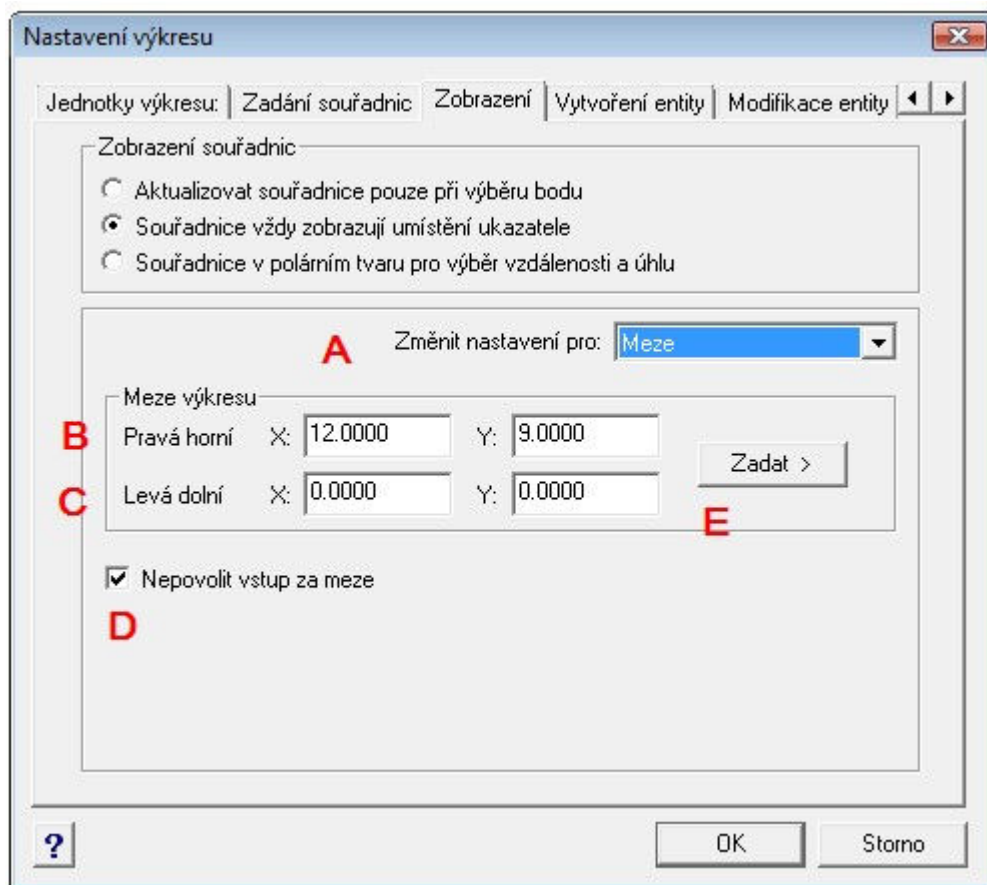 Nastavení výkresu
Jednotky výkresu: Zadání souřadnic Zobrazení Vytvoření entity Modifikace entity
Zobrazení souřadnic
Aktualizovat souřadnice pouze při výběru bodu
Souřadnice vždy zobrazují umístění ukazatele
Souřadnice v polárním tvaru pro výběr vzdálenosti a úhlu
A Změnit nastavení pro: Meze
Meze výkresu
B Pravá horní X: 12.0000 Y: 9.0000
Zadat >
C Levá dolní X: 0.0000 Y: 0.0000
E
Nepovolit vstup za meze
D
? OK Storno